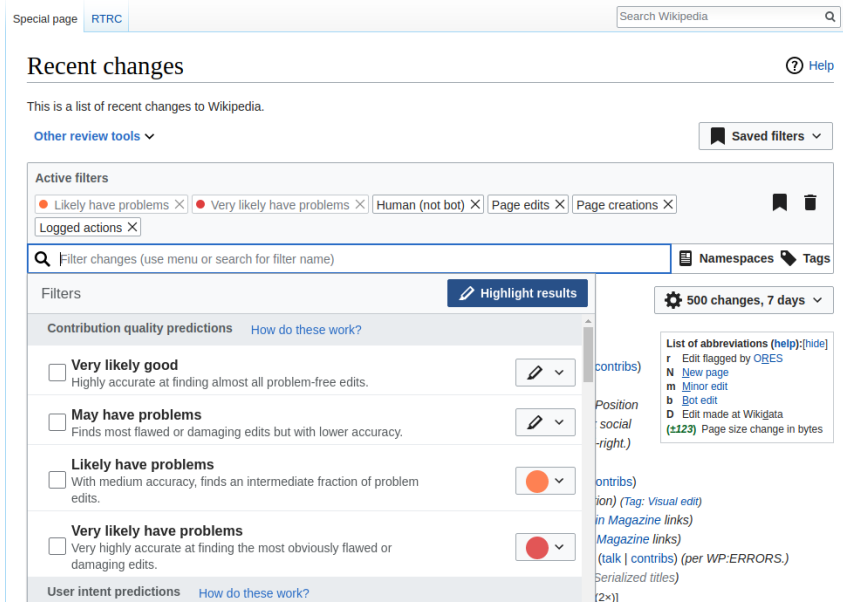 Special page RTRC
Search Wikipedia
Recent changes
Help
This is a list of recent changes to Wikipedia.
Other review tools
Saved filters
Active filters
Likely have problems Very likely have problems Human (not bot) Page edits Page creations
Logged actions
Filter changes (use menu or search for filter name)
Namespaces Tags
Filters
Highlight results
500 changes, 7 days
Contribution quality predictions How do these work?
Very likely good
Highly accurate at finding almost all problem-free edits.
May have problems
Finds most flawed or damaging edits but with lower accuracy.
Likely have problems
With medium accuracy, finds an intermediate fraction of problem
edits.
Very likely have problems
Very highly accurate at finding the most obviously flawed or
damaging edits.
User intent predictions How do these work?
List of abbreviations (help):[hide]
r Edit flagged by ORES
N New page
m Minor edit
b Bot edit
D Edit made at Wikidata
(±123) Page size change in bytes
contribs)
Position
social
-right.)
ontribs)
ion) (Tag: Visual edit)
in Magazine links)
Magazine links)
(talk | contribs) (per WP:ERRORS.)
Serialized titles)
(2×)]